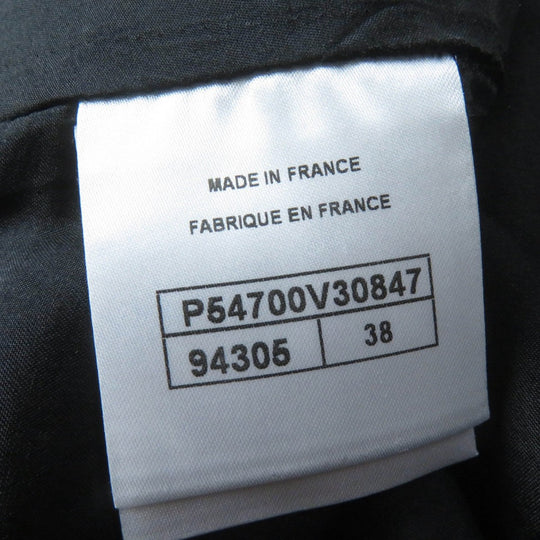 MADE IN FRANCE
FABRIQUE EN FRANCE
P54700V30847
94305 38